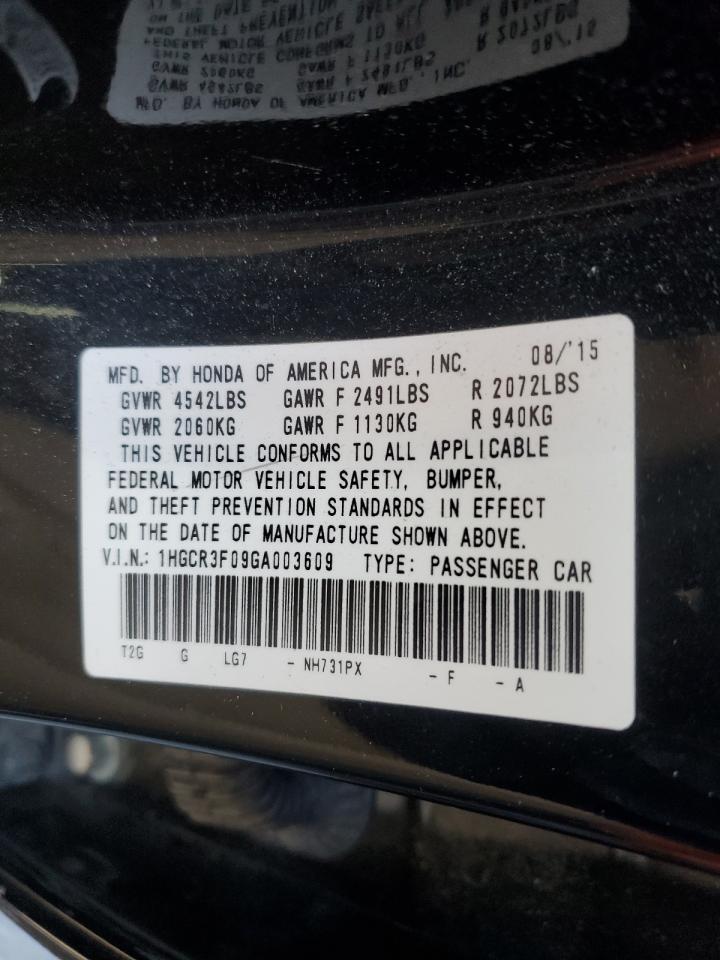 MFD. BY HONDA OF AMERICA MFG., INC. 08/'15
GVWR 4542LBS GAWR F 2491LBS R 2072LBS
GVWR 2060KG GAWR F 1130KG R 940KG
THIS VEHICLE CONFORMS TO ALL APPLICABLE
FEDERAL MOTOR VEHICLE SAFETY, BUMPER,
AND THEFT PREVENTION STANDARDS IN EFFECT
ON THE DATE OF MANUFACTURE SHOWN ABOVE.
V.I.N.: 1HGCR3F09GA003609 TYPE: PASSENGER CAR
T2G G LG7 - NH731PX - F - A